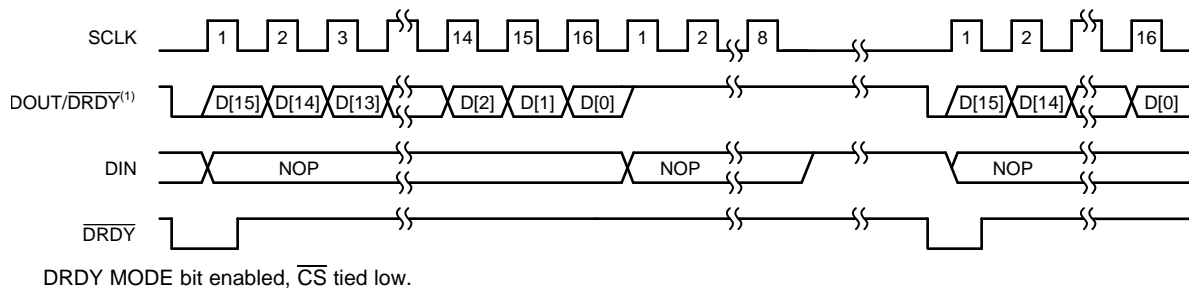 SCLK 1 2 3 14 15 16 1 2 8 1 2 16
DOUT/DRDY(1) D[15] D[14] D[13] D[2] D[1] D[0] D[15] D[14] D[0]
DIN NOP NOP NOP
DRDY
DRDY MODE bit enabled, CS tied low.